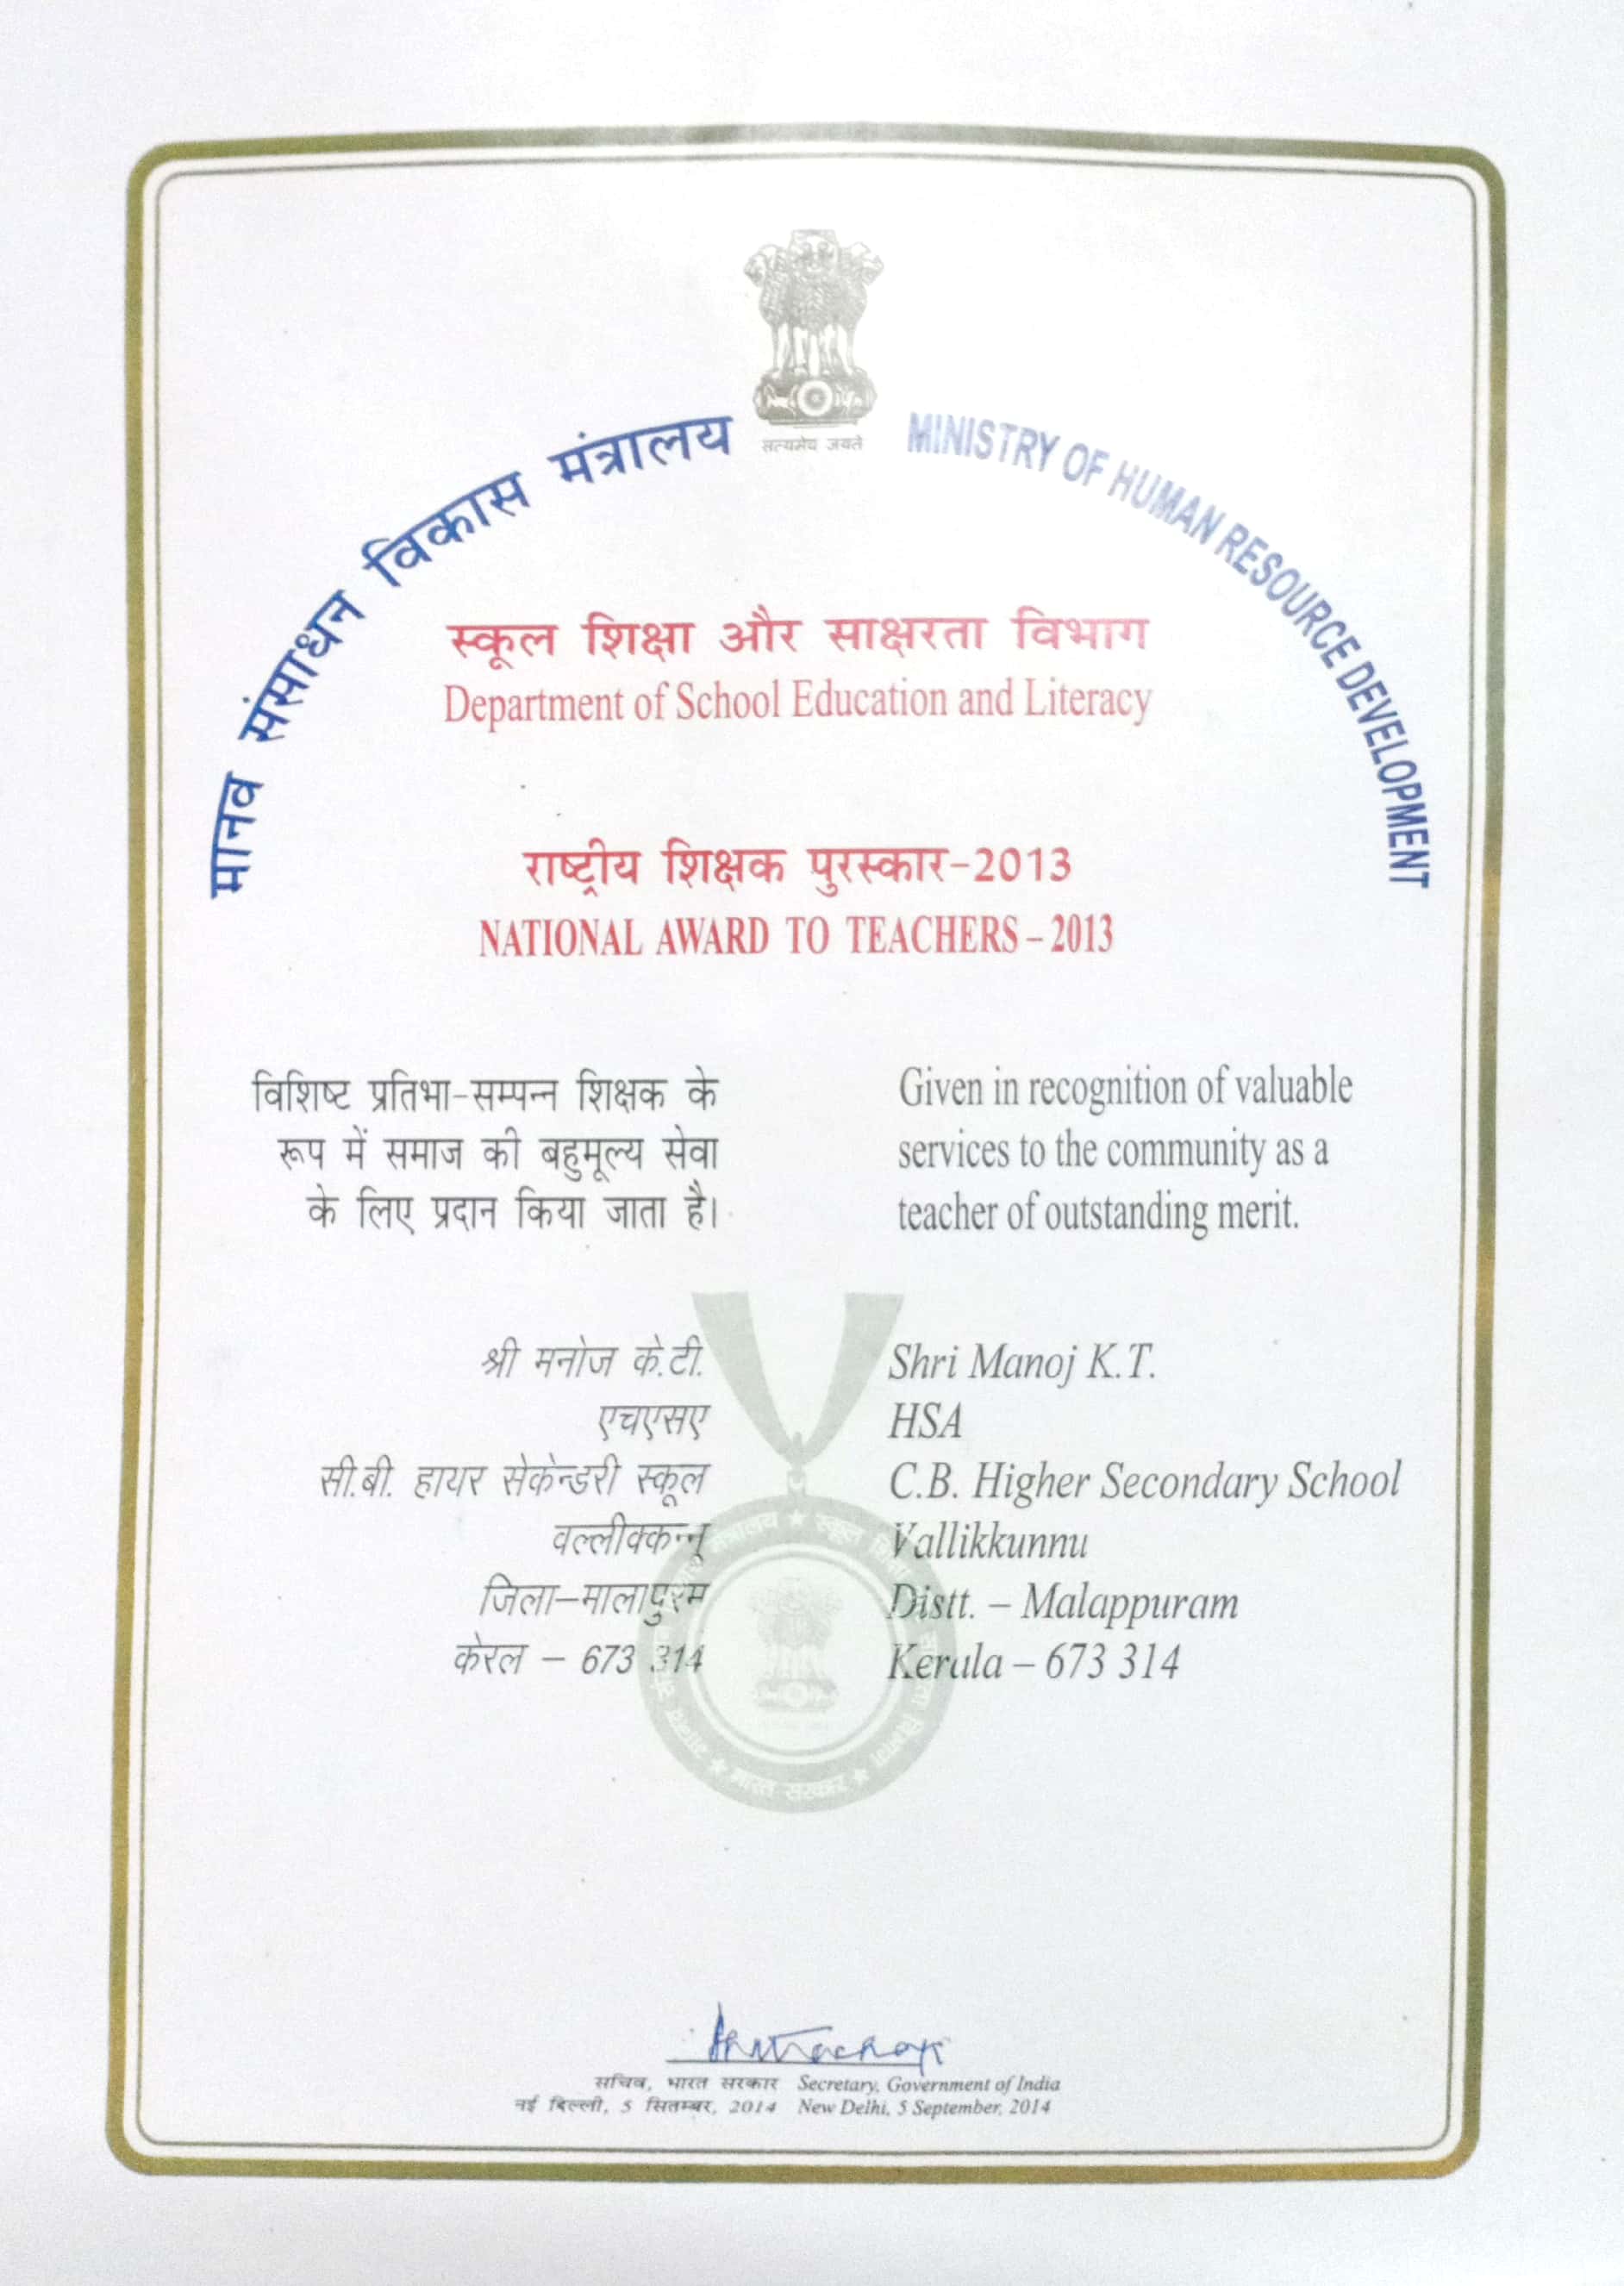 सत्यमेव जयते
मानव संसाधन विकास मंत्रालय
MINISTRY OF HUMAN RESOURCE DEVELOPMENT
स्कूल शिक्षा और साक्षरता विभाग
Department of School Education and Literacy
राष्ट्रीय शिक्षक पुरस्कार-2013
NATIONAL AWARD TO TEACHERS – 2013
विशिष्ट प्रतिभा-सम्पन्न शिक्षक के
रूप में समाज की बहुमूल्य सेवा
के लिए प्रदान किया जाता है।
Given in recognition of valuable
services to the community as a
teacher of outstanding merit.
श्री मनोज के.टी.
एचएसए
सी.बी. हायर सेकेन्डरी स्कूल
वल्लीक्कन्नू
जिला–मालापुरम
केरल – 673 314
Shri Manoj K.T.
HSA
C.B. Higher Secondary School
Vallikkunnu
Distt. – Malappuram
Kerala – 673 314
भारत सरकार
सचिव, भारत सरकार Secretary, Government of India
नई दिल्ली, 5 सितम्बर, 2014 New Delhi, 5 September, 2014